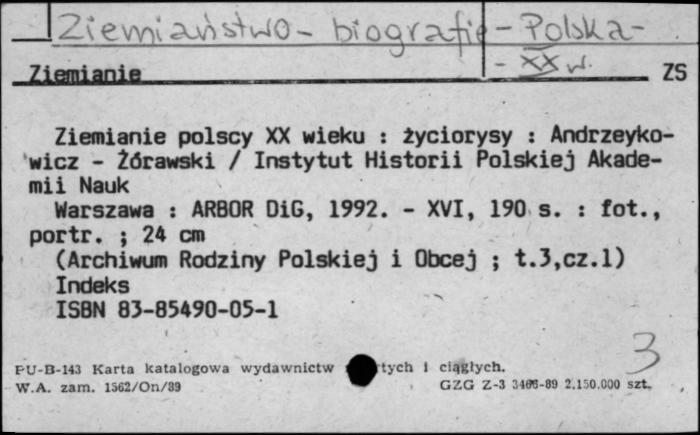 Ziemiaństwo - biografie - Polska -
- XX w.
Ziemianie ZS
Ziemianie polscy XX wieku : życiorysy : Andrzeyko-
wicz - Żórawski / Instytut Historii Polskiej Akade-
mii Nauk
Warszawa : ARBOR DiG, 1992. - XVI, 190 s. : fot.,
portr. ; 24 cm
(Archiwum Rodziny Polskiej i Obcej ; t.3,cz.1)
Indeks
ISBN 83-85490-05-1
3
PU-B-143 Karta katalogowa wydawnictw tych i ciągłych.
W.A. zam. 1562/On/89 GZG Z-3 -89 2.150.000 szt.